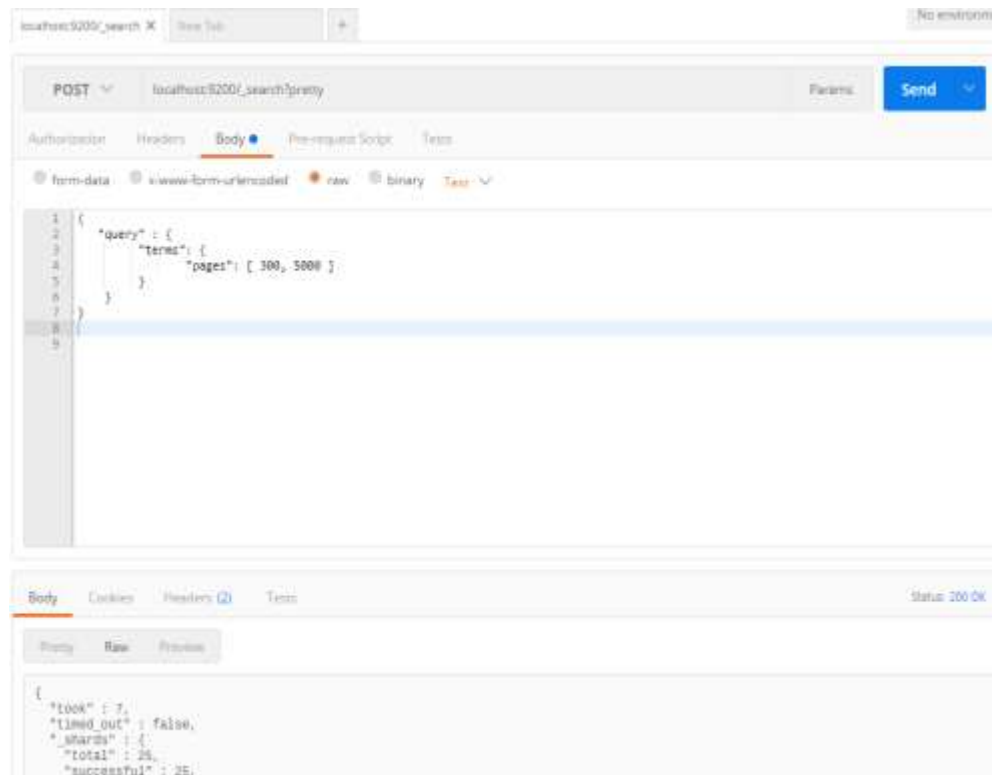 localhost:9200/_search X New Tab +
No environm
POST localhost:9200/_search?pretty Params Send
Authorization Headers Body Pre-request Script Tests
form-data x-www-form-urlencoded raw binary Text
1 {
2 "query" : {
3 "terms": {
4 "pages": [ 300, 5000 ]
5 }
6 }
7 }
8
9
Body Cookies Headers (2) Tests Status: 200 OK
Pretty Raw Preview
{
"took" : 7,
"timed_out" : false,
"_shards" : {
"total" : 25,
"successful" : 25,